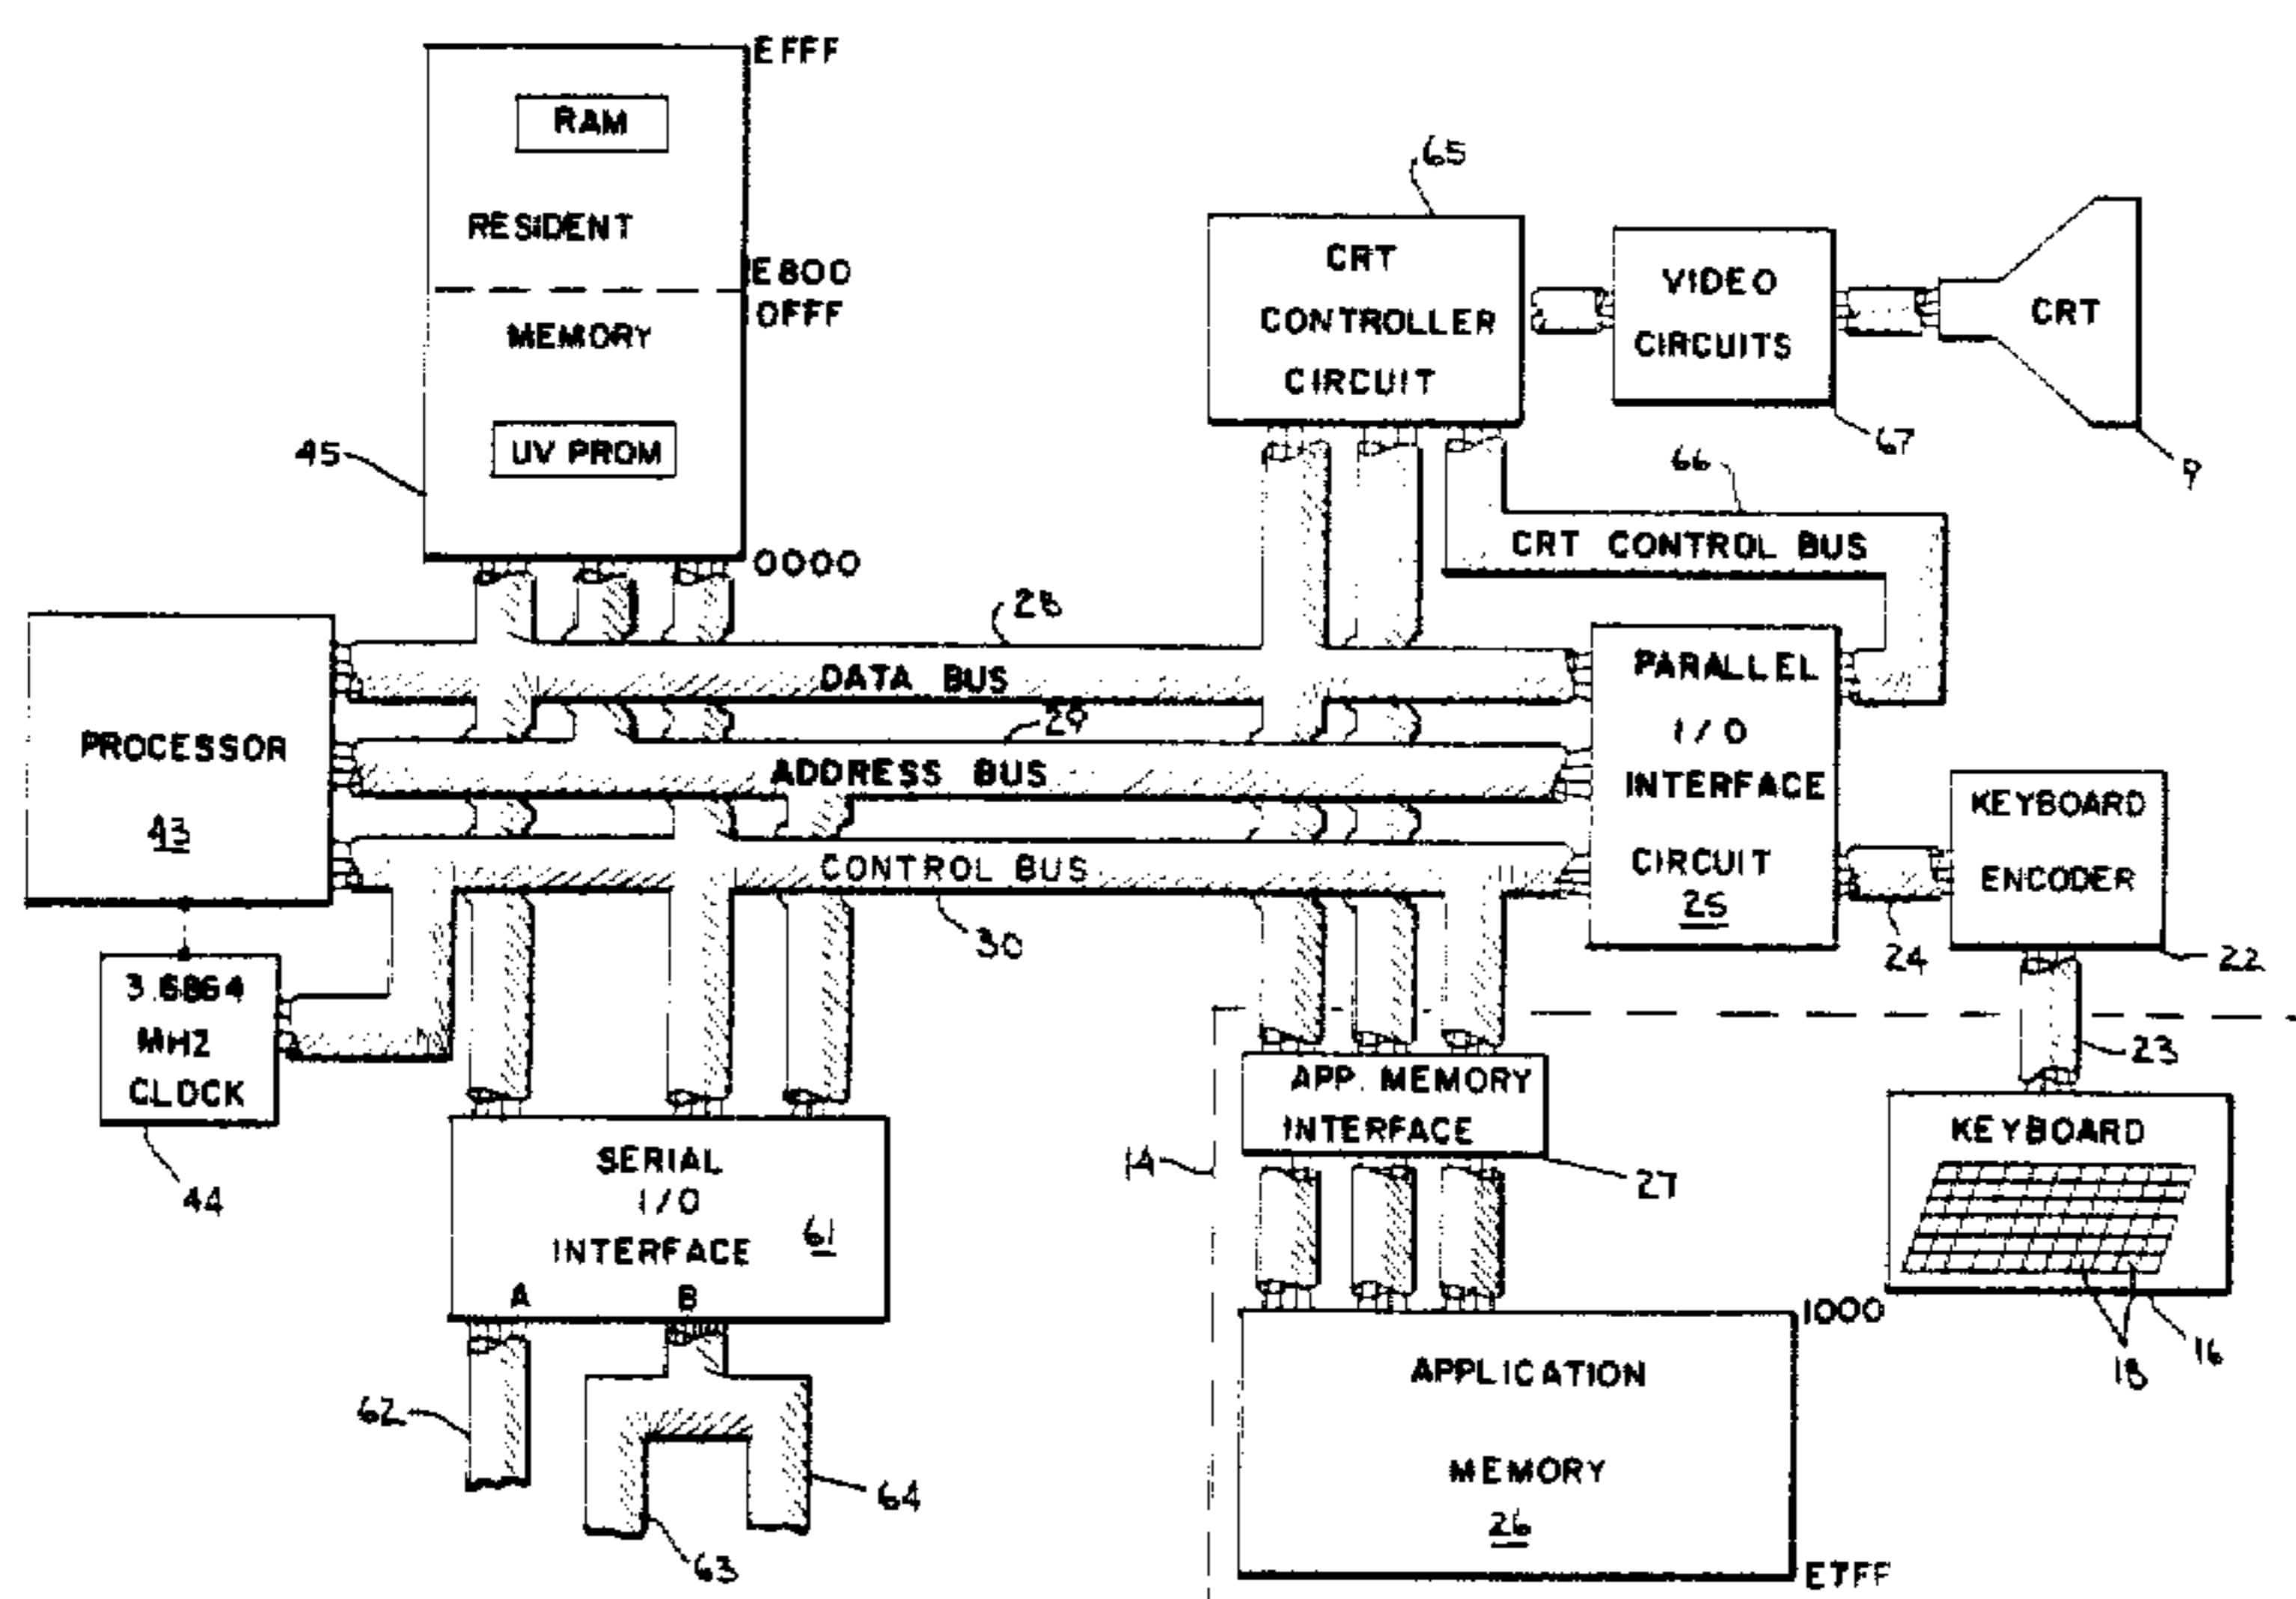 EFFF
RAM
RESIDENT
E800
0FFF
MEMORY
UV PROM
45
0000
65
CRT
CONTROLLER
CIRCUIT
VIDEO
CIRCUITS
67
CRT
9
66
CRT CONTROL BUS
PROCESSOR
43
28
DATA BUS
29
ADDRESS BUS
CONTROL BUS
30
PARALLEL
I/O
INTERFACE
CIRCUIT
25
KEYBOARD
ENCODER
24
22
23
3.6864
MHZ
CLOCK
44
SERIAL
I/O
INTERFACE
61
A
B
62
63
64
14
APP. MEMORY
INTERFACE
27
KEYBOARD
18
16
1000
APPLICATION
MEMORY
26
E7FF